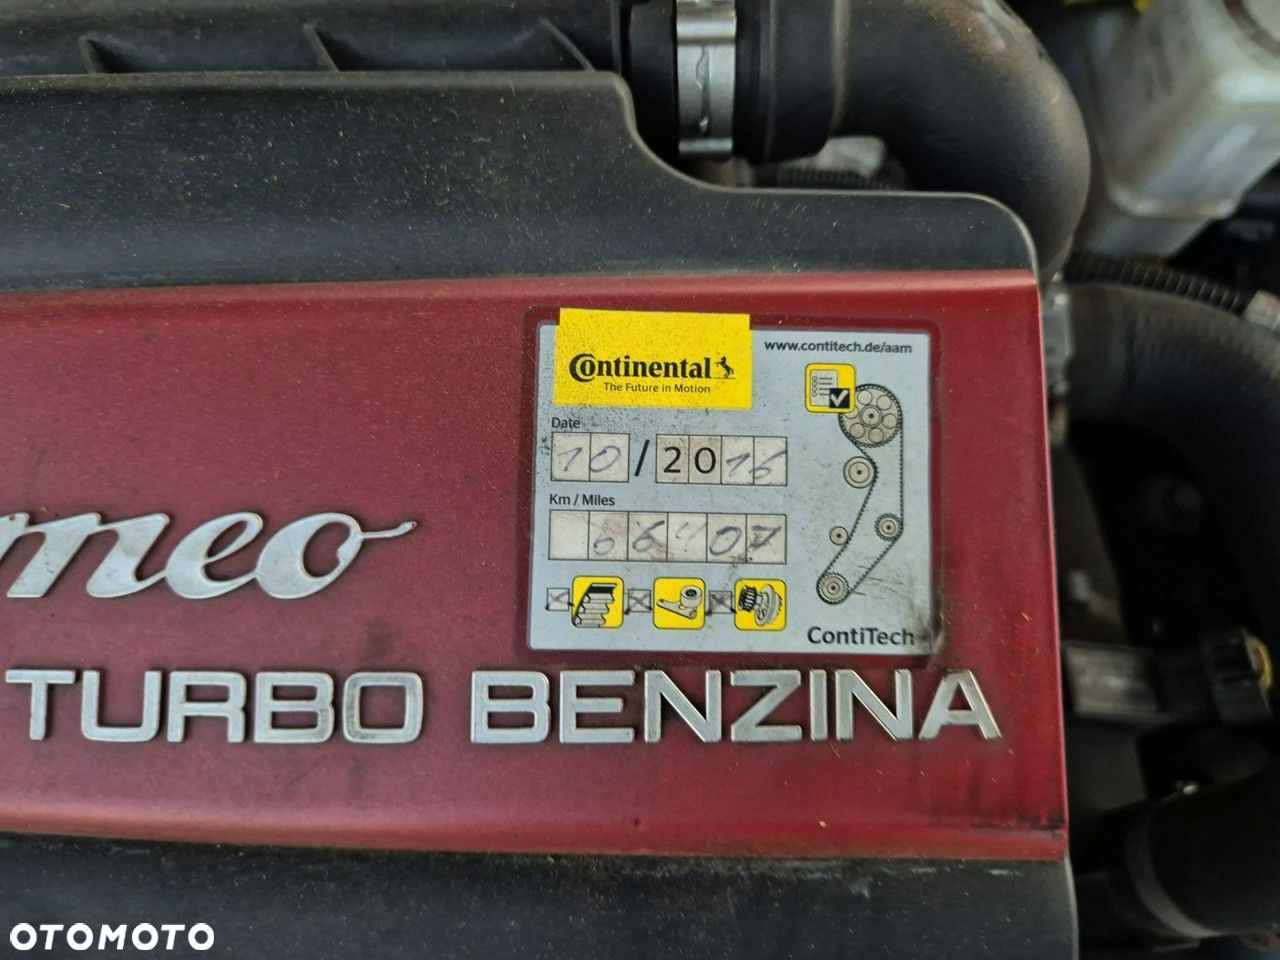 Continental
The Future in Motion
www.contitech.de/aam
Date
10/2016
Km / Miles
66407
ContiTech
meo
TURBO BENZINA
OTOMOTO